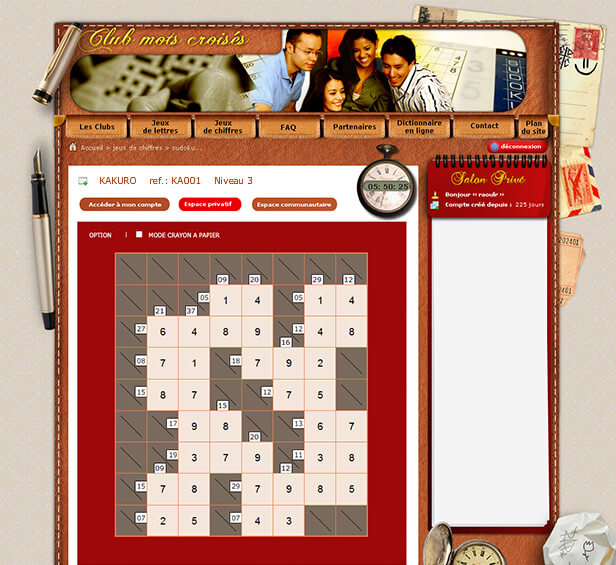 Club mots croisés
Les Clubs
Jeux de lettres
Jeux de chiffres
FAQ
Partenaires
Dictionnaire en ligne
Contact
Plan du site
Accueil > jeux de chiffres > sudoku...
déconnexion
KAKURO ref.: KA001 Niveau 3
05: 50: 25
Salon Privé
Bonjour << raoulr >>
Compte créé depuis : 225 jours
Accéder à mon compte
Espace privatif
Espace communautaire
OPTION | MODE CRAYON A PAPIER
09 20 29 12
21 37 05 1 4 05 1 4
27 6 4 8 9 12 16 4 8
08 7 1 18 7 9 2
15 8 7 15 12 7 5
17 9 8 20 13 6 7
09 19 3 7 9 12 11 3 8
15 7 8 29 7 9 8 5
07 2 5 07 4 3
202401
SUDOKU